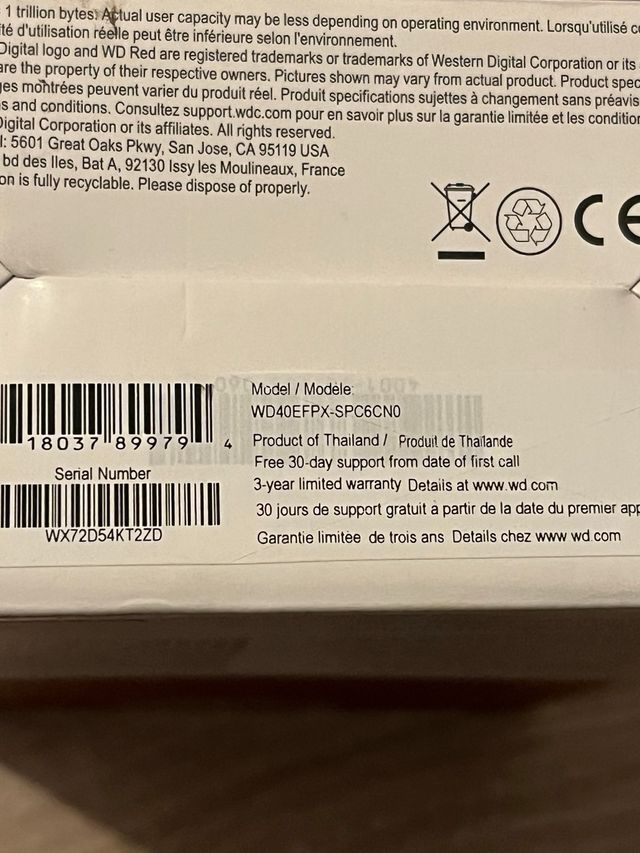 1 trillion bytes. Actual user capacity may be less depending on operating environment. Lorsqu'utilisé c
ité d'utilisation réelle peut être inférieure selon l'environnement.
Digital logo and WD Red are registered trademarks or trademarks of Western Digital Corporation or its
are the property of their respective owners. Pictures shown may vary from actual product. Product spec
ges montrées peuvent varier du produit réel. Produit specifications sujettes à changement sans préavis
s and conditions. Consultez support.wdc.com pour en savoir plus sur la garantie limitée et les condition
Digital Corporation or its affiliates. All rights reserved.
l: 5601 Great Oaks Pkwy, San Jose, CA 95119 USA
bd des Iles, Bat A, 92130 Issy les Moulineaux, France
on is fully recyclable. Please dispose of properly.
CE
Model / Modèle:
WD40EFPX-SPC6CN0
18037 89979 4
Product of Thailand / Produit de Thaïlande
Free 30-day support from date of first call
Serial Number
3-year limited warranty Details at www.wd com
30 jours de support gratuit à partir de la date du premier app
WX72D54KT2ZD
Garantie limitée de trois ans Details chez www wd com